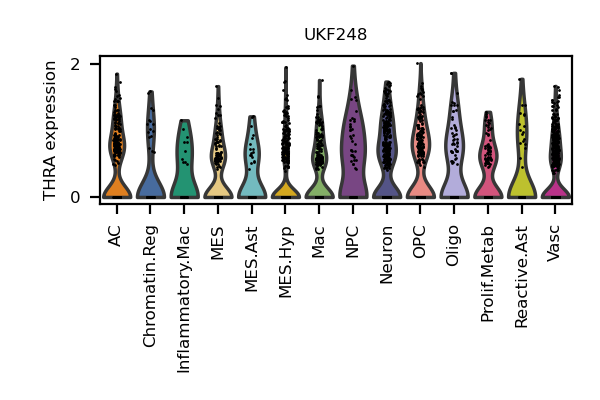 UKF248
THRA expression
2
0
AC
Chromatin.Reg
Inflammatory.Mac
MES
MES.Ast
MES.Hyp
Mac
NPC
Neuron
OPC
Oligo
Prolif.Metab
Reactive.Ast
Vasc